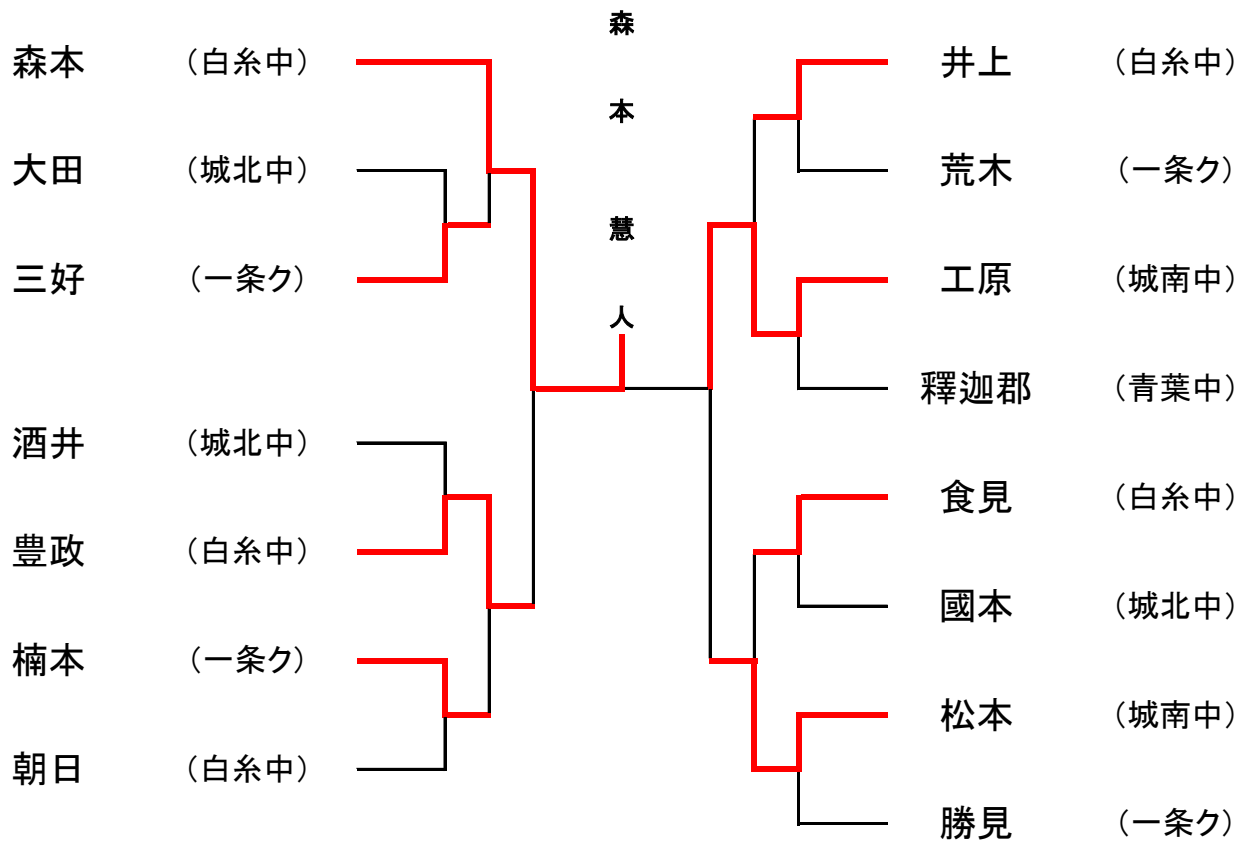 森本慧人
森本 （白糸中）
大田 （城北中）
三好 （一条ク）
酒井 （城北中）
豊政 （白糸中）
楠本 （一条ク）
朝日 （白糸中）
井上 （白糸中）
荒木 （一条ク）
工原 （城南中）
釋迦郡 （青葉中）
食見 （白糸中）
國本 （城北中）
松本 （城南中）
勝見 （一条ク）